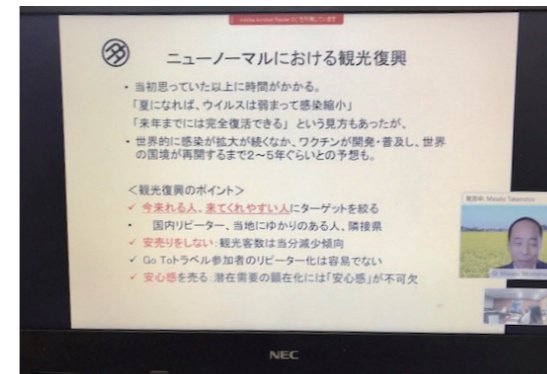 ニューノーマルにおける観光復興
・ 当初思っていた以上に時間がかかる。
「夏になれば、ウイルスは弱まって感染縮小」
「来年までには完全復活できる」 という見方もあったが、
・ 世界的に感染が拡大が続くなか、ワクチンが開発・普及し、世界
の国境が再開するまで2～5年ぐらいとの予想も。
＜観光復興のポイント＞
✓ 今来れる人、来てくれやすい人にターゲットを絞る
・ 国内リピーター、当地にゆかりのある人、隣接県
✓ 安売りをしない：観光客数は当分減少傾向
✓ Go Toトラベル参加者のリピーター化は容易でない
✓ 安心感を売る：潜在需要の顕在化には「安心感」が不可欠
NEC